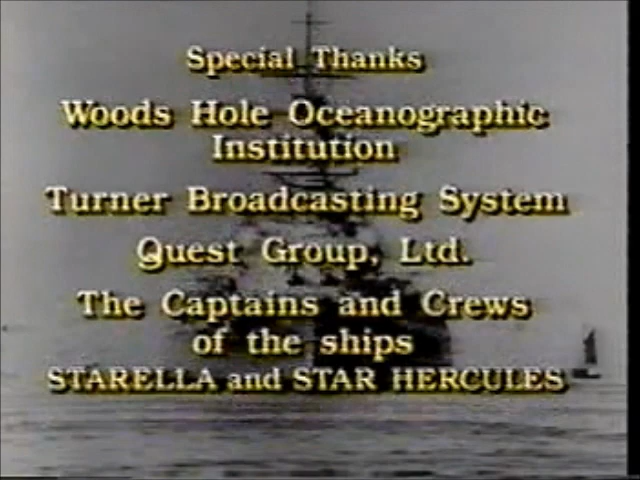 Special Thanks
Woods Hole Oceanographic
Institution
Turner Broadcasting System
Quest Group, Ltd.
The Captains and Crews
of the ships
STARELLA and STAR HERCULES